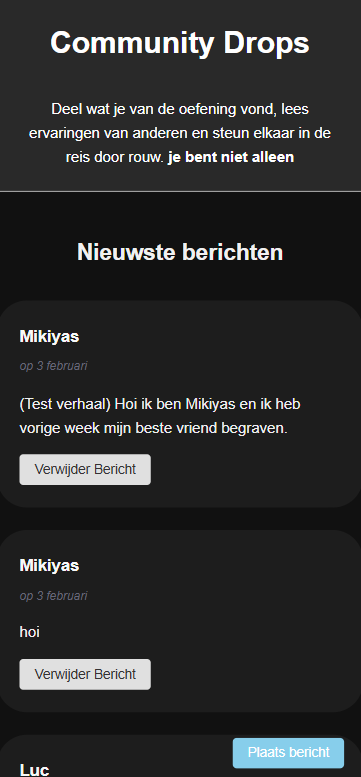 Community Drops
Deel wat je van de oefening vond, lees
ervaringen van anderen en steun elkaar in de
reis door rouw. je bent niet alleen
Nieuwste berichten
Mikiyas
op 3 februari
(Test verhaal) Hoi ik ben Mikiyas en ik heb
vorige week mijn beste vriend begraven.
Verwijder Bericht
Mikiyas
op 3 februari
hoi
Verwijder Bericht
Plaats bericht
Luc